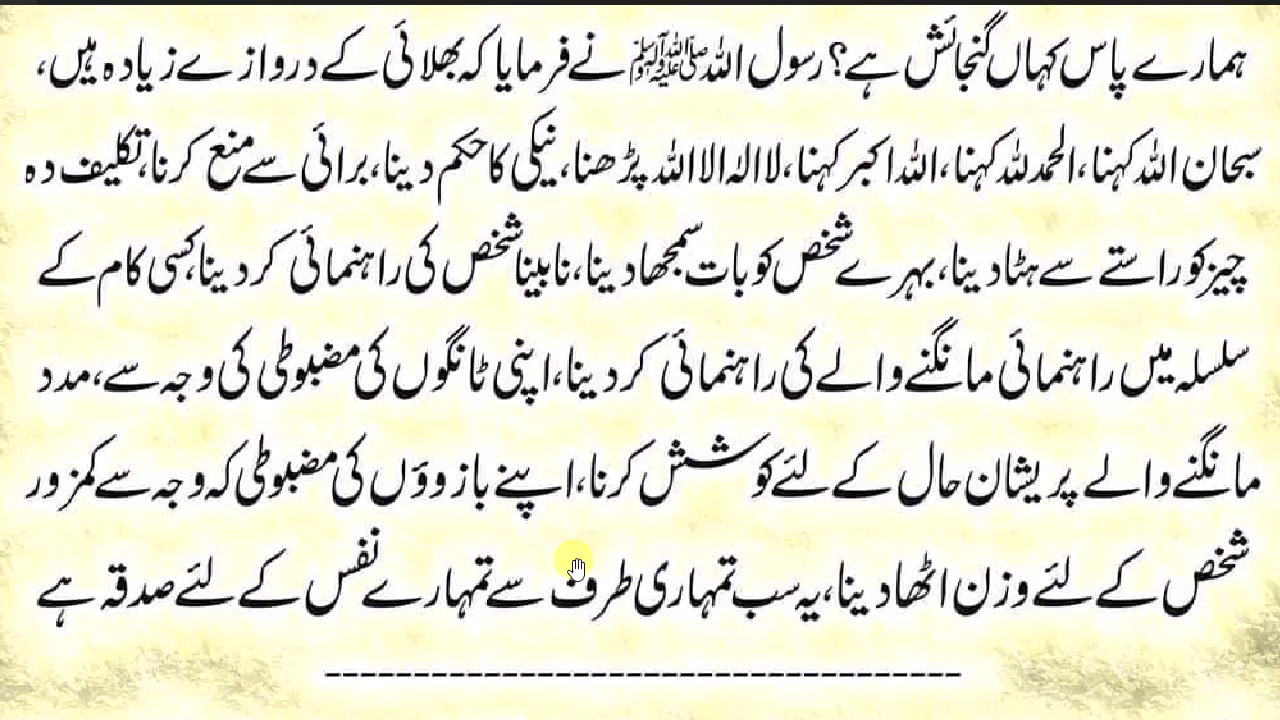 ہمارے پاس کہاں گنجائش ہے؟ رسول اللہ ﷺ نے فرمایا کہ بھلائی کے دروازے زیادہ ہیں،
سبحان اللہ کہنا، الحمدللہ کہنا، اللہ اکبر کہنا، لا الہ الا اللہ پڑھنا، نیکی کا حکم دینا، برائی سے منع کرنا، تکلیف دہ
چیز کو راستے سے ہٹا دینا، بہرے شخص کو بات سمجھا دینا، نابینا شخص کی راہنمائی کر دینا، کسی کام کے
سلسلہ میں راہنمائی مانگنے والے کی راہنمائی کر دینا، اپنی ٹانگوں کی مضبوطی کی وجہ سے، مدد
مانگنے والے پریشان حال کے لئے کوشش کرنا، اپنے بازوؤں کی مضبوطی کہ وجہ سے کمزور
شخص کے لئے وزن اٹھا دینا، یہ سب تمہاری طرف سے تمہارے نفس کے لئے صدقہ ہے
-----------------------------------